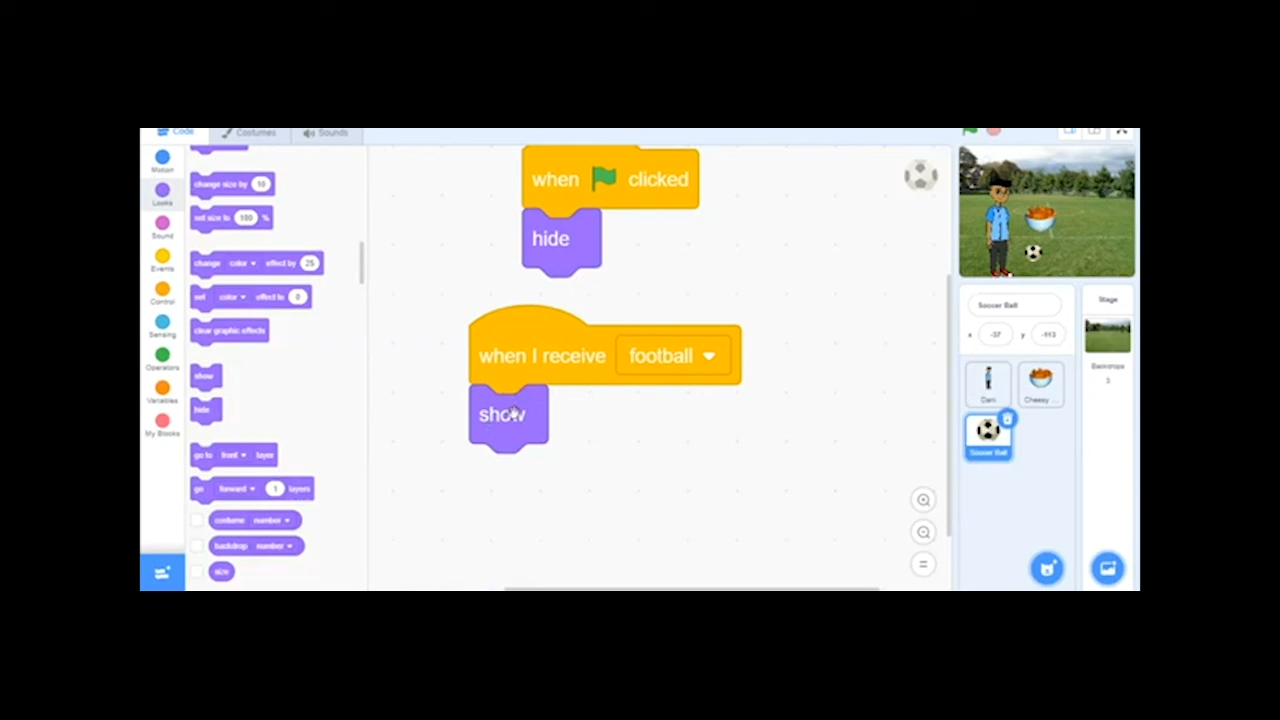 Code
Costumes
Sounds
Motion
Looks
Sound
Events
Control
Sensing
Operators
Variables
My Blocks
change size by 10
set size to 100 %
change color effect by 25
set color effect to 0
clear graphic effects
show
hide
go to front layer
go forward 1 layers
costume number
backdrop number
size
when clicked
hide
when I receive football
show
Soccer Ball
x -37 y -113
Dani
Cheesy ...
Soccer Ball
Stage
Backdrops
3